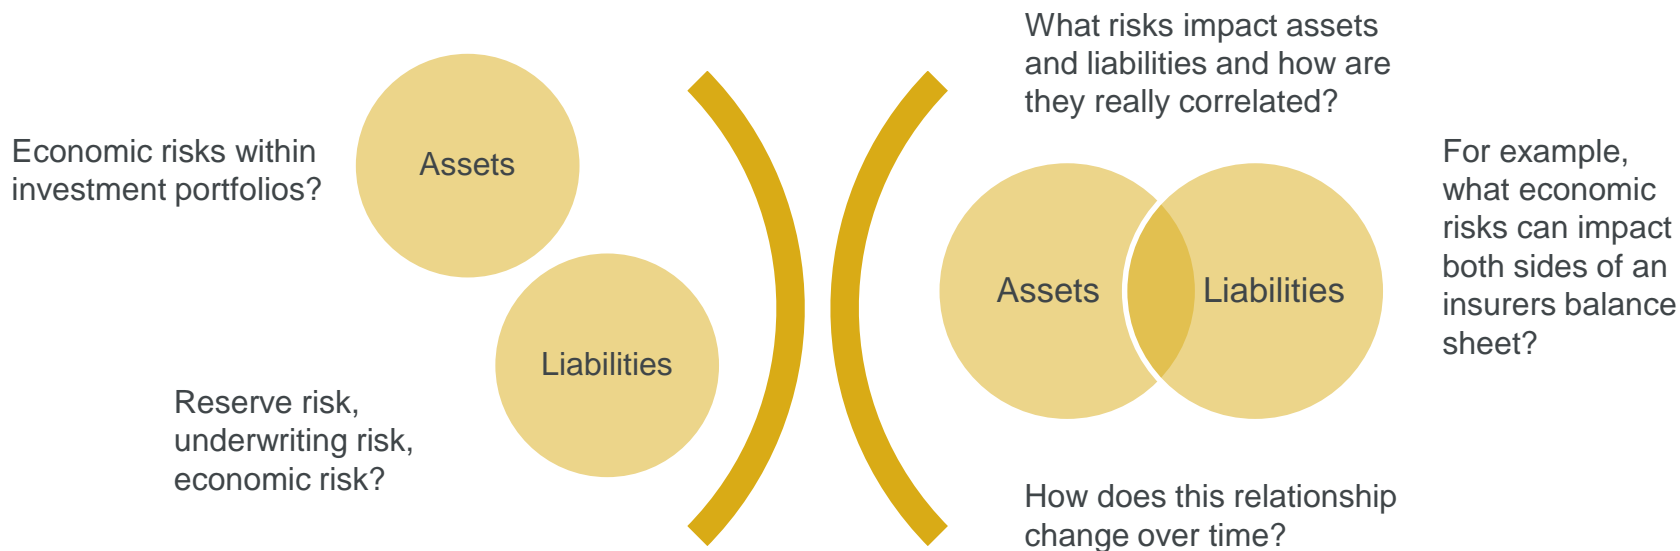 Economic risks within
investment portfolios?
Assets
Liabilities
Reserve risk,
underwriting risk,
economic risk?
What risks impact assets
and liabilities and how are
they really correlated?
Assets
Liabilities
For example,
what economic
risks can impact
both sides of an
insurers balance
sheet?
How does this relationship
change over time?